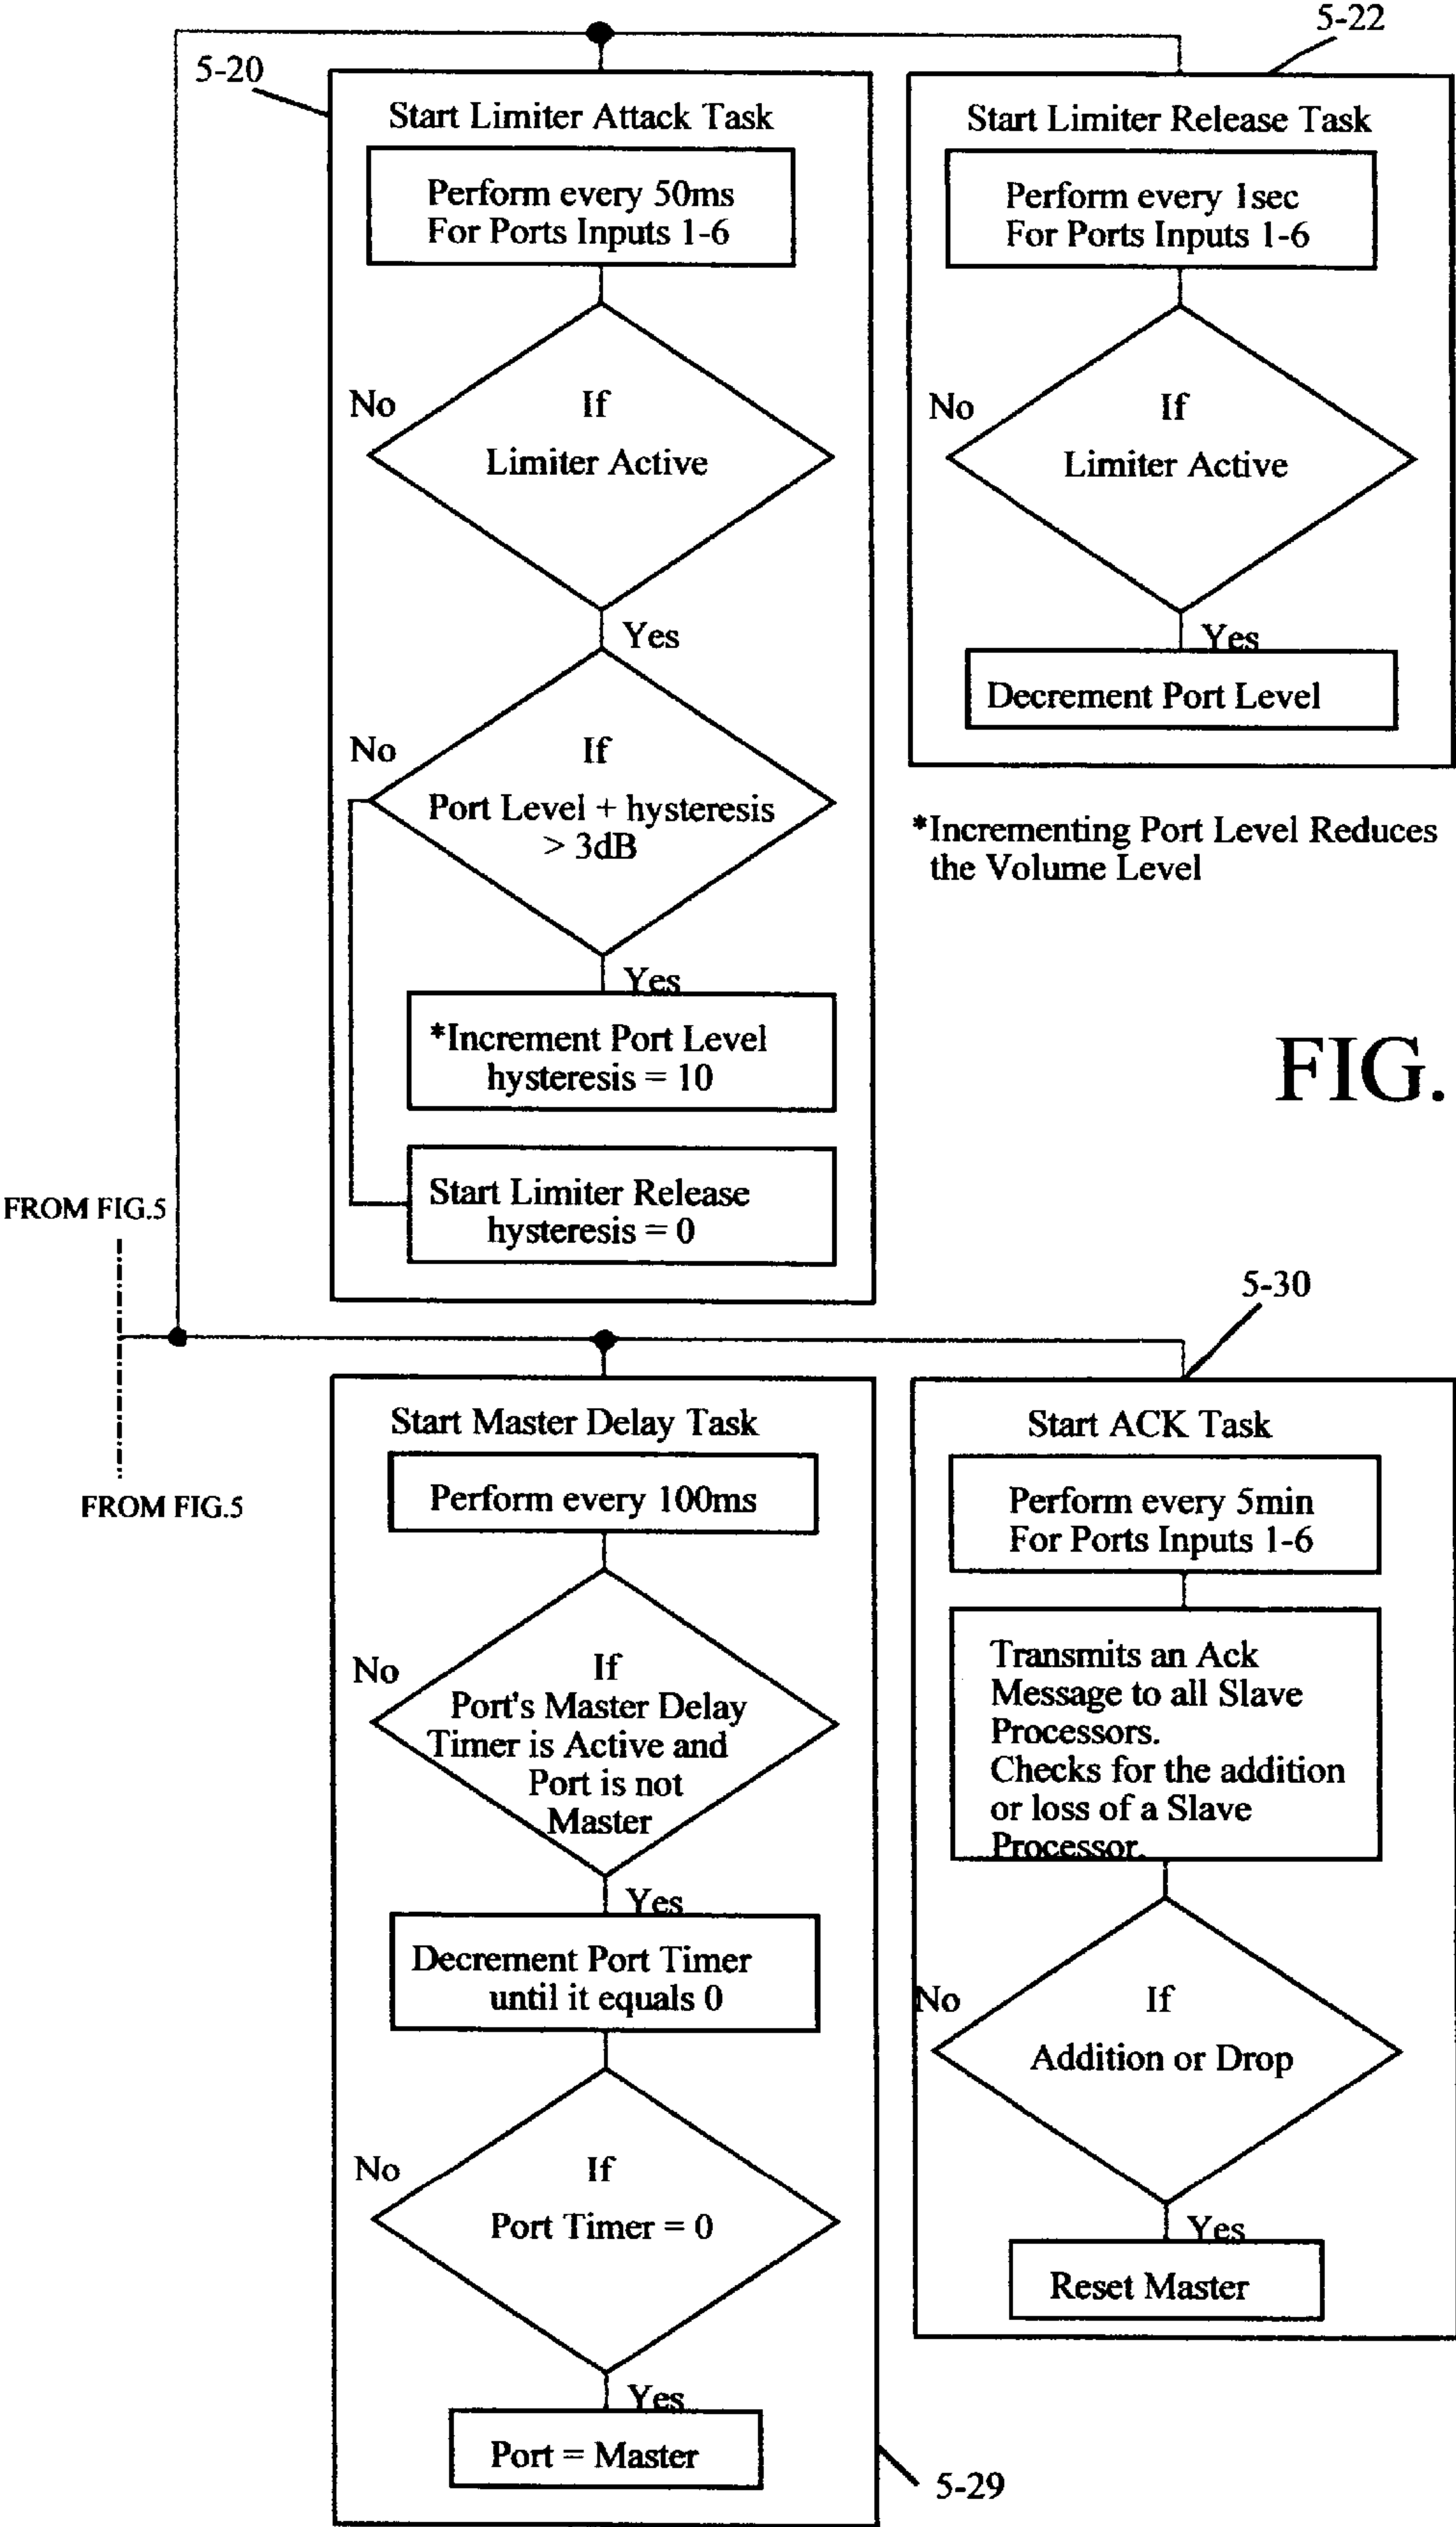 5-22
5-20
Start Limiter Attack Task
Perform every 50ms
For Ports Inputs 1-6
No
If
Limiter Active
Yes
No
If
Port Level + hysteresis
> 3dB
Yes
*Increment Port Level
hysteresis = 10
Start Limiter Release
hysteresis = 0
Start Limiter Release Task
Perform every 1sec
For Ports Inputs 1-6
No
If
Limiter Active
Yes
Decrement Port Level
*Incrementing Port Level Reduces
the Volume Level
FIG.
FROM FIG.5
FROM FIG.5
5-30
Start Master Delay Task
Perform every 100ms
No
If
Port's Master Delay
Timer is Active and
Port is not
Master
Yes
Decrement Port Timer
until it equals 0
No
If
Port Timer = 0
Yes
Port = Master
5-29
Start ACK Task
Perform every 5min
For Ports Inputs 1-6
Transmits an Ack
Message to all Slave
Processors.
Checks for the addition
or loss of a Slave
Processor.
No
If
Addition or Drop
Yes
Reset Master